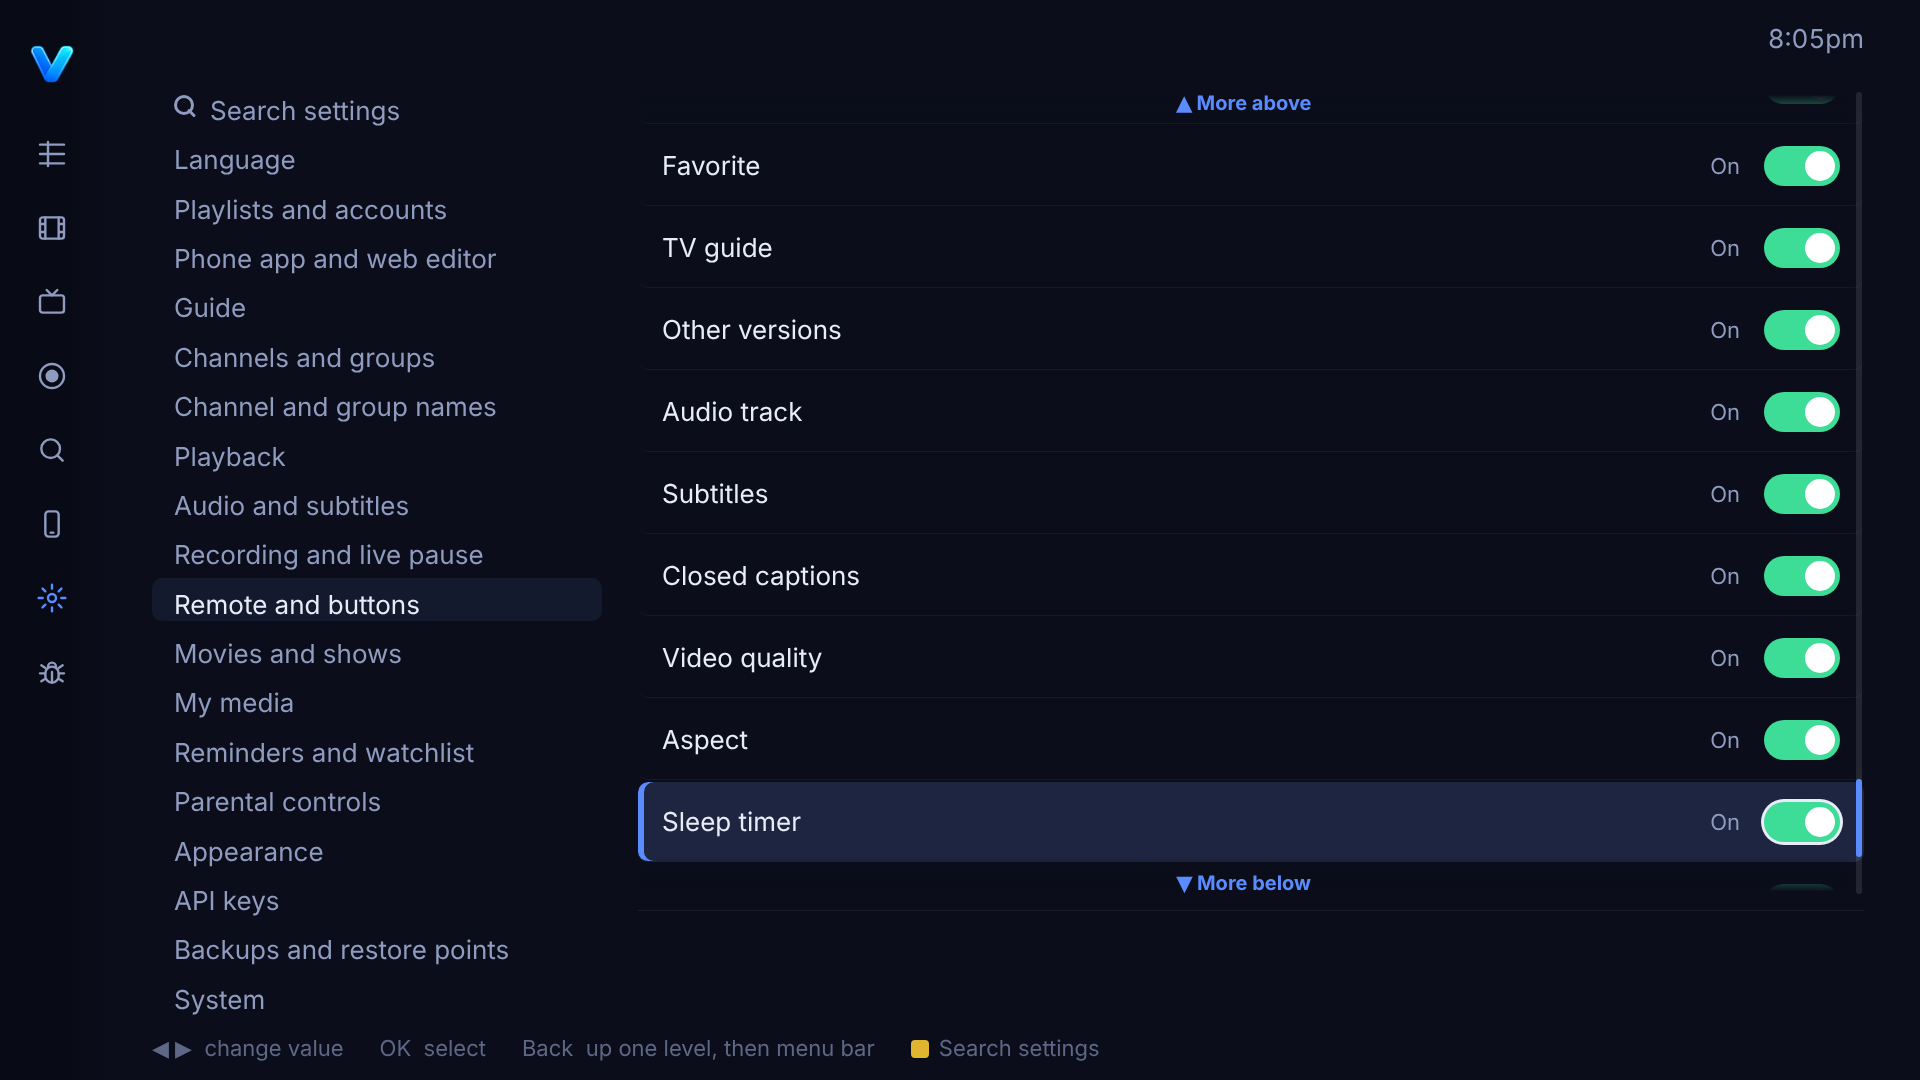 8:05pm
Search settings
Language
Playlists and accounts
Phone app and web editor
Guide
Channels and groups
Channel and group names
Playback
Audio and subtitles
Recording and live pause
Remote and buttons
Movies and shows
My media
Reminders and watchlist
Parental controls
Appearance
API keys
Backups and restore points
System
▲ More above
Favorite On
TV guide On
Other versions On
Audio track On
Subtitles On
Closed captions On
Video quality On
Aspect On
Sleep timer On
▼ More below
◀ ▶ change value OK select Back up one level, then menu bar Search settings